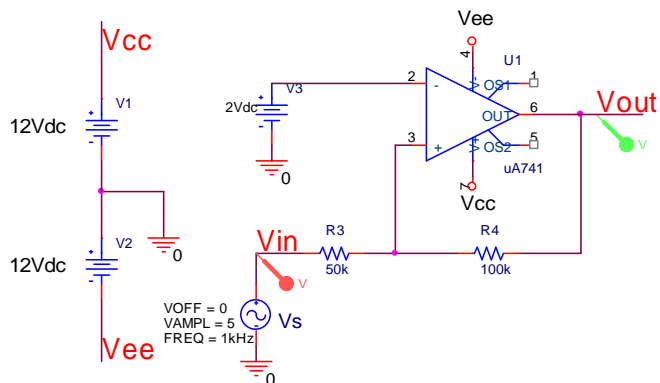 Vcc
V1
12Vdc
0
V2
12Vdc
Vee
Vee
4
U1
V3
2Vdc
0
2
-
V-
OS1
1
OUT
6
Vout
V
3
+
V+
OS2
5
uA741
7
Vcc
Vin
V
R3
50k
R4
100k
VOFF = 0
VAMPL = 5
FREQ = 1kHz
Vs
0